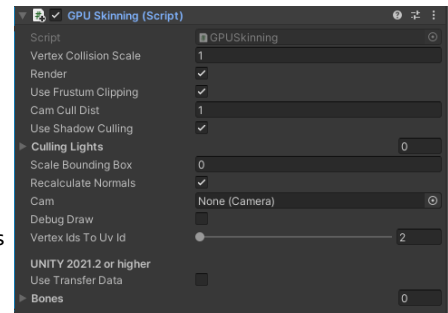 GPU Skinning (Script)
Script GPUSkinning
Vertex Collision Scale 1
Render
Use Frustum Clipping
Cam Cull Dist 1
Use Shadow Culling
Culling Lights 0
Scale Bounding Box 0
Recalculate Normals
Cam None (Camera)
Debug Draw
s
Vertex Ids To Uv Id 2
UNITY 2021.2 or higher
Use Transfer Data
Bones 0